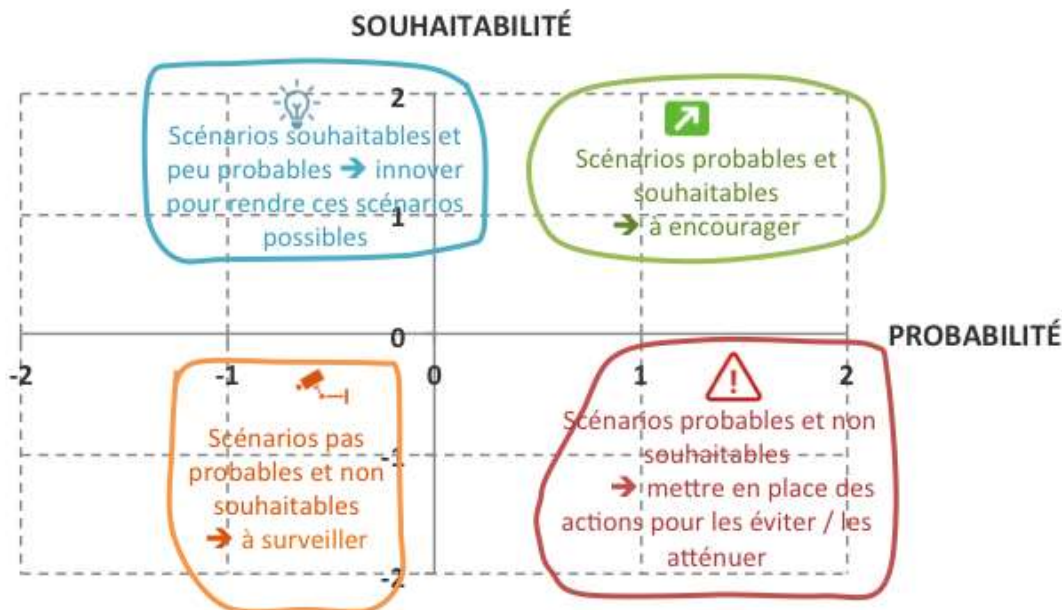 SOUHAITABILITÉ
2
Scénarios souhaitables et
peu probables ➔ innover
pour rendre ces scénarios
possibles
Scénarios probables et
souhaitables
➔ à encourager
1
0
PROBABILITÉ
-2
-1
0
1
2
Scénarios pas
probables et non
souhaitables
➔ à surveiller
-1
-2
Scénarios probables et non
souhaitables
➔ mettre en place des
actions pour les éviter / les
atténuer